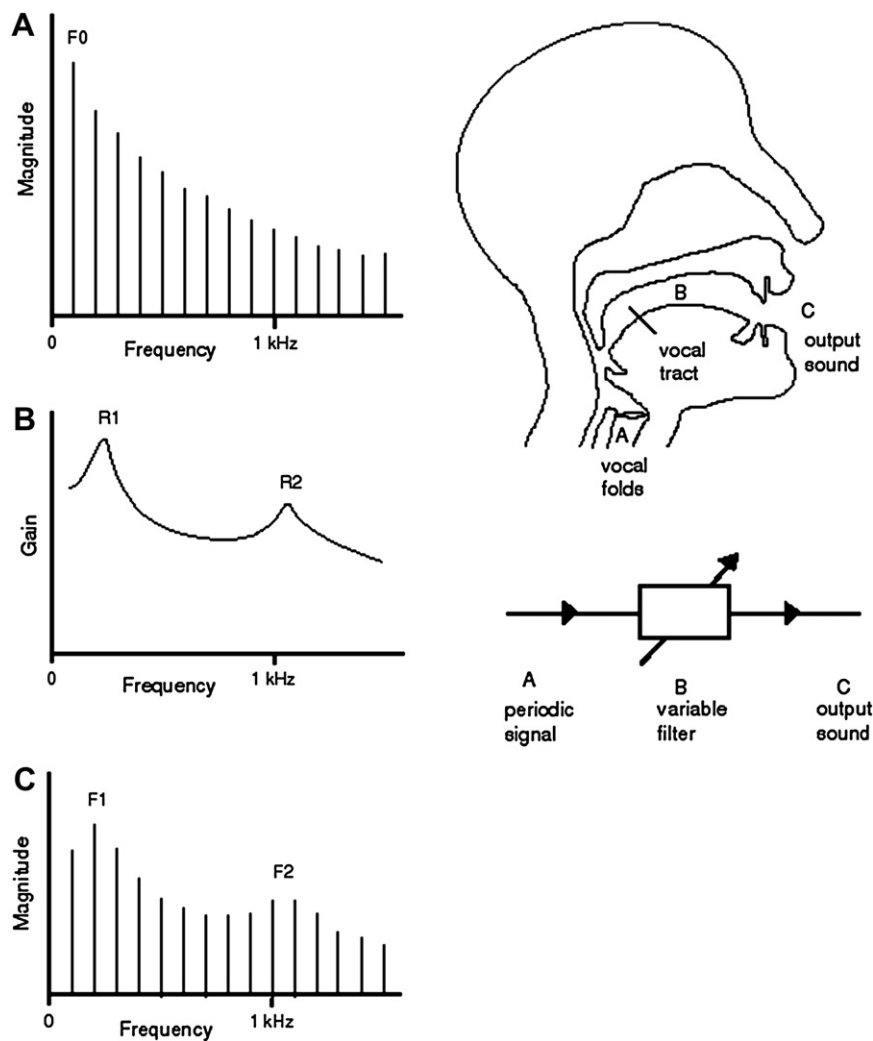 A
F0
Magnitude
0
Frequency
1 kHz
B
R1
R2
Gain
0
Frequency
1 kHz
C
F1
F2
Magnitude
0
Frequency
1 kHz
B
vocal
tract
C
output
sound
A
vocal
folds
A
periodic
signal
B
variable
filter
C
output
sound